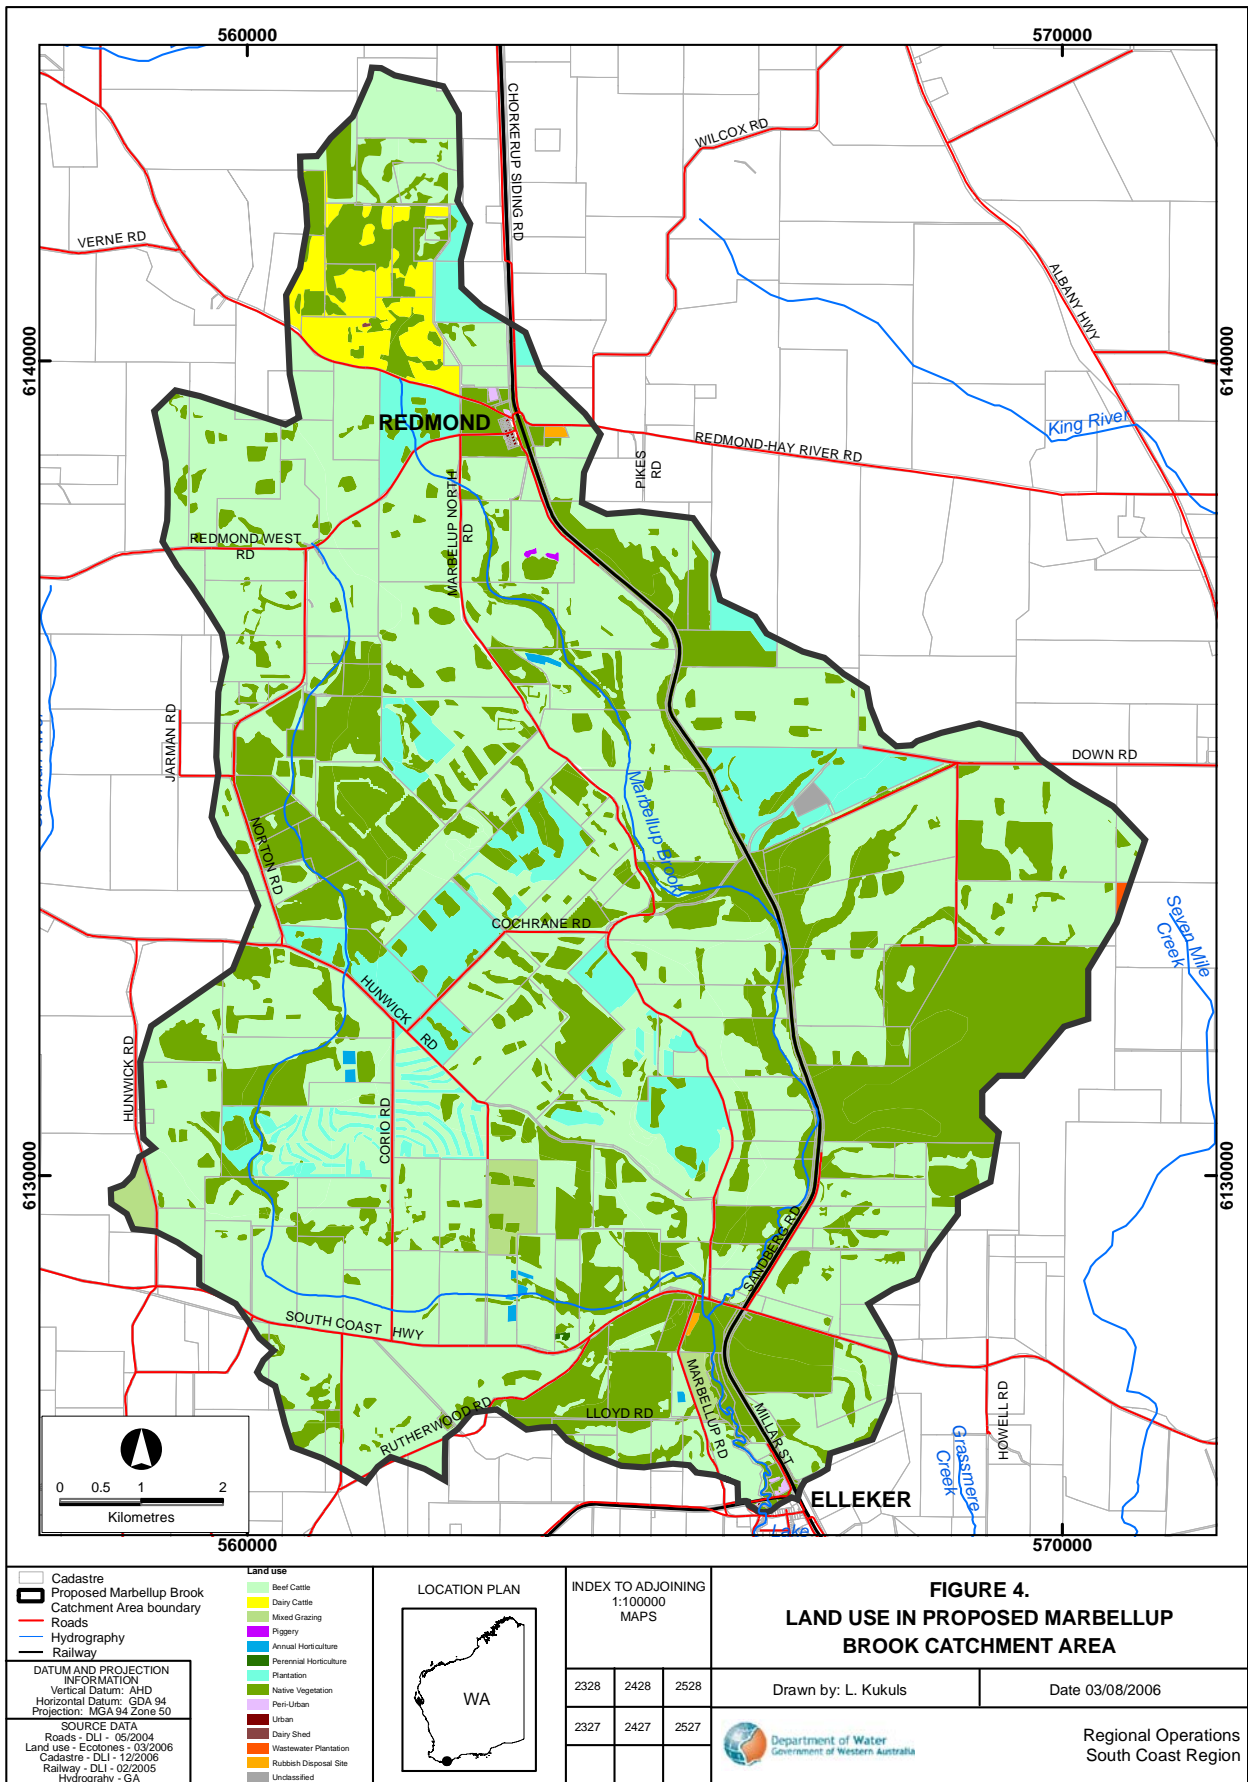 560000
570000
CHORKERUP SIDING RD
WILCOX RD
VERNE RD
ALBANY HWY
6140000
6140000
REDMOND
King River
REDMOND-HAY RIVER RD
PIKES
RD
MARBELUP NORTH
RD
REDMOND WEST
RD
JARMAN RD
DOWN RD
Marbellup Brook
NORTON RD
COCHRANE RD
Seven Mile
Creek
HUNWICK
RD
HUNWICK RD
CORIO RD
6130000
6130000
SANDBERG RD
SOUTH COAST HWY
MARBELLUP RD
LLOYD RD
RUTHERWOOD RD
MILLAR ST
HOWELL RD
Grassmere
Creek
ELLEKER
Lake
0 0.5 1 2
Kilometres
560000
570000
Cadastre
Proposed Marbellup Brook
Catchment Area boundary
Roads
Hydrography
Railway
DATUM AND PROJECTION
INFORMATION
Vertical Datum: AHD
Horizontal Datum: GDA 94
Projection: MGA 94 Zone 50
SOURCE DATA
Roads - DLI - 05/2004
Land use - Ecotones - 03/2006
Cadastre - DLI - 12/2006
Railway - DLI - 02/2005
Hydrograhy - GA
Land use
Beef Cattle
Dairy Cattle
Mixed Grazing
Piggery
Annual Horticulture
Perennial Horticulture
Plantation
Native Vegetation
Peri-Urban
Urban
Dairy Shed
Wastewater Plantation
Rubbish Disposal Site
Unclassified
LOCATION PLAN
WA
INDEX TO ADJOINING
1:100000
MAPS
2328 2428 2528
2327 2427 2527
FIGURE 4.
LAND USE IN PROPOSED MARBELLUP
BROOK CATCHMENT AREA
Drawn by: L. Kukuls
Date 03/08/2006
Department of Water
Government of Western Australia
Regional Operations
South Coast Region